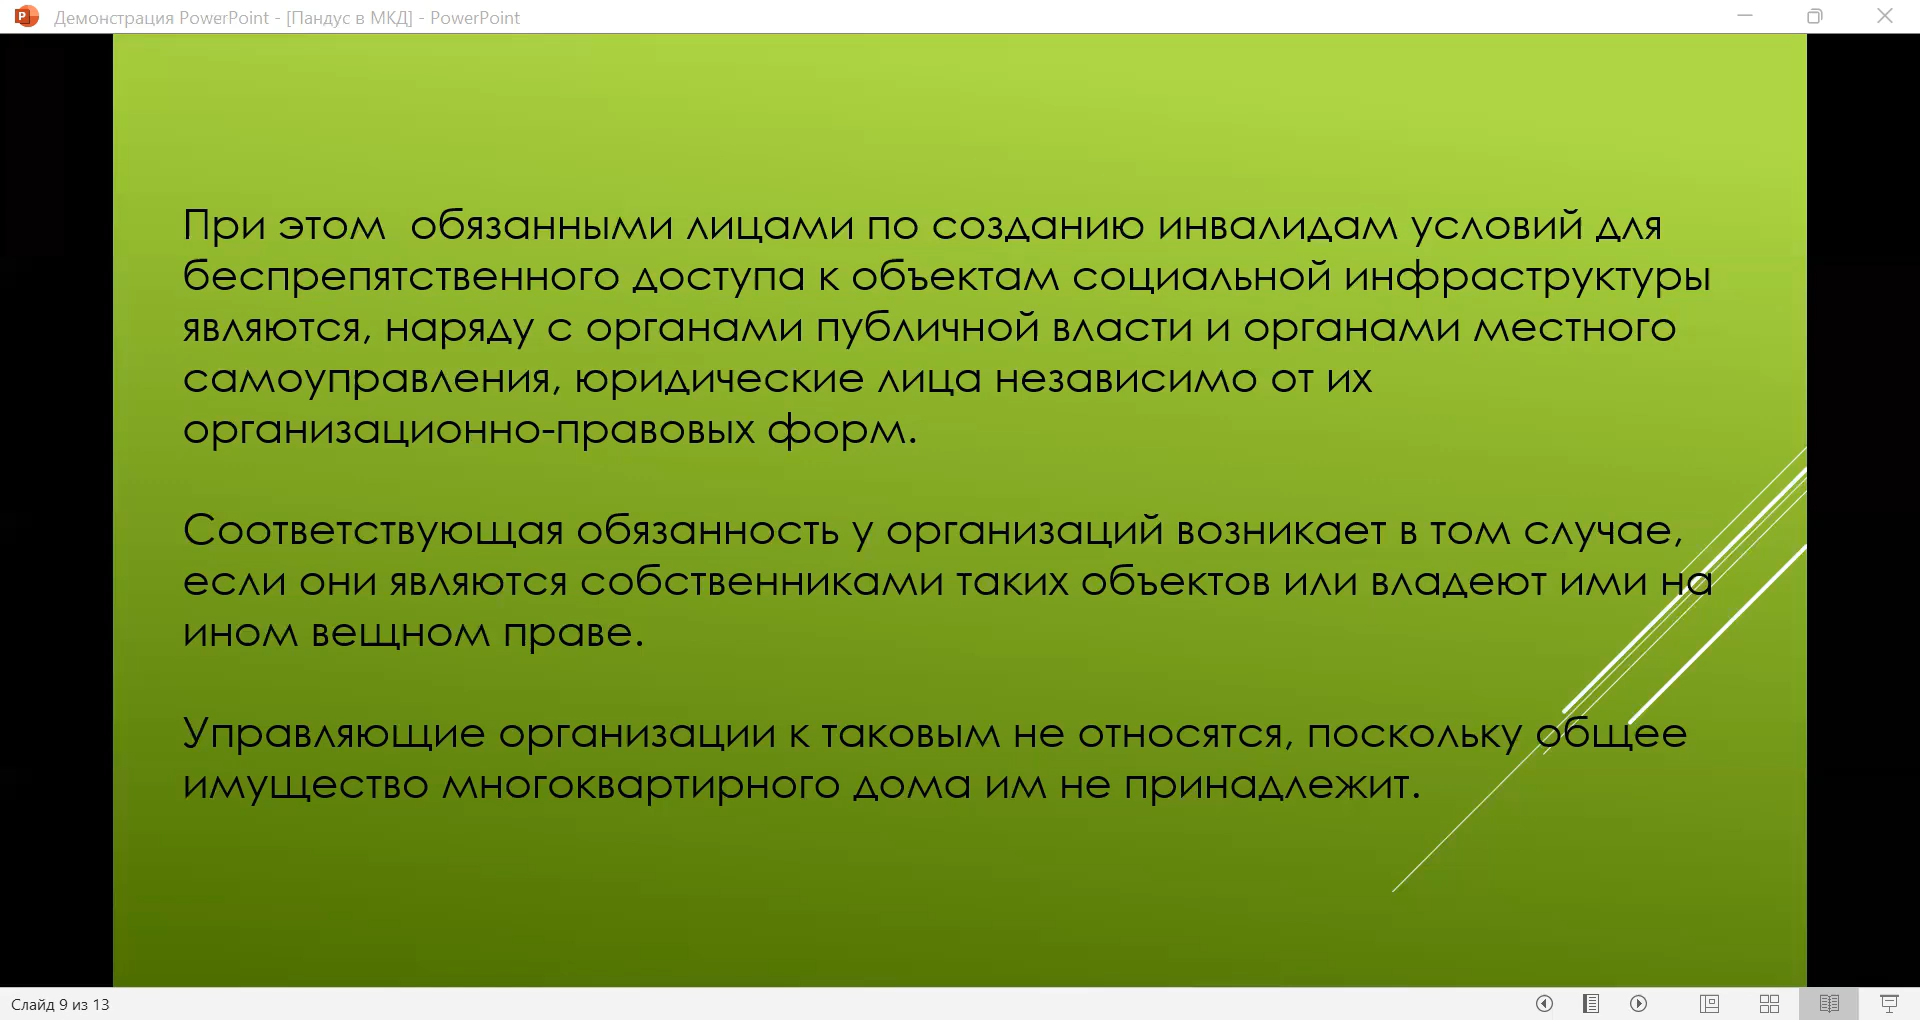 Демонстрация PowerPoint - [Пандус в МКД] - PowerPoint
При этом  обязанными лицами по созданию инвалидам условий для
беспрепятственного доступа к объектам социальной инфраструктуры
являются, наряду с органами публичной власти и органами местного
самоуправления, юридические лица независимо от их
организационно-правовых форм.
Соответствующая обязанность у организаций возникает в том случае,
если они являются собственниками таких объектов или владеют ими на
ином вещном праве.
Управляющие организации к таковым не относятся, поскольку общее
имущество многоквартирного дома им не принадлежит.
Слайд 9 из 13